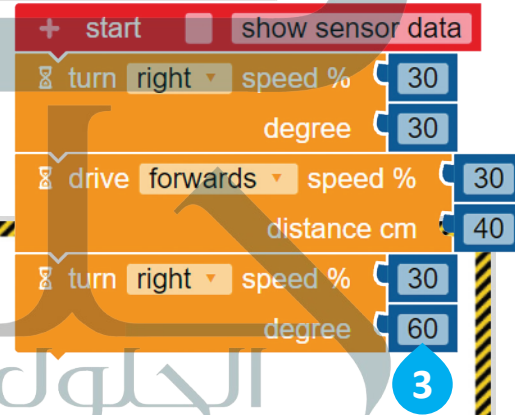 + start show sensor data
turn right speed % 30
degree 30
drive forwards speed % 30
distance cm 40
turn right speed % 30
degree 60
3
الحلول